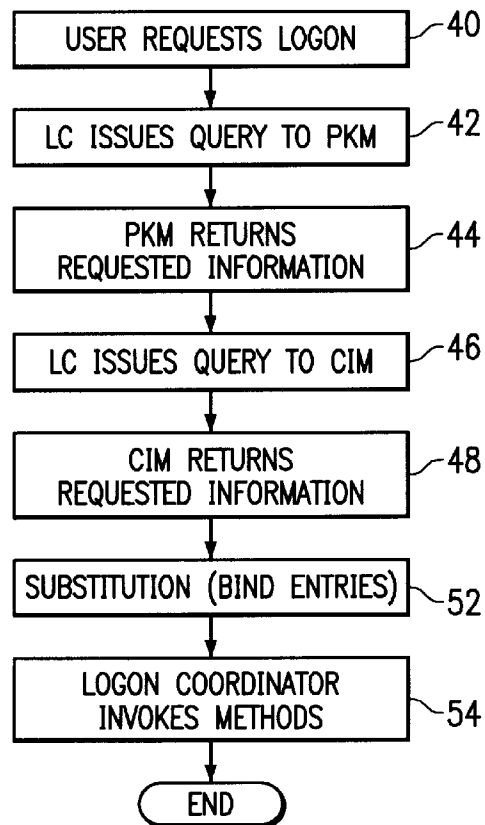 USER REQUESTS LOGON
40
LC ISSUES QUERY TO PKM
42
PKM RETURNS
REQUESTED INFORMATION
44
LC ISSUES QUERY TO CIM
46
CIM RETURNS
REQUESTED INFORMATION
48
SUBSTITUTION (BIND ENTRIES)
52
LOGON COORDINATOR
INVOKES METHODS
54
END